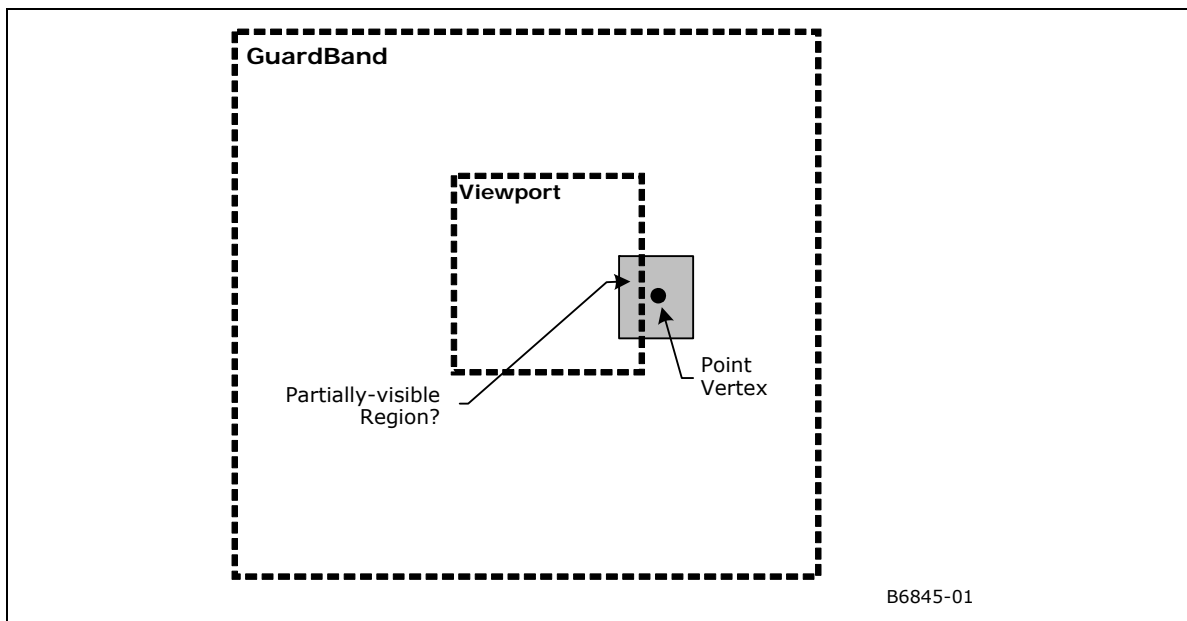 GuardBand
Viewport
Partially-visible
Region?
Point
Vertex
B6845-01